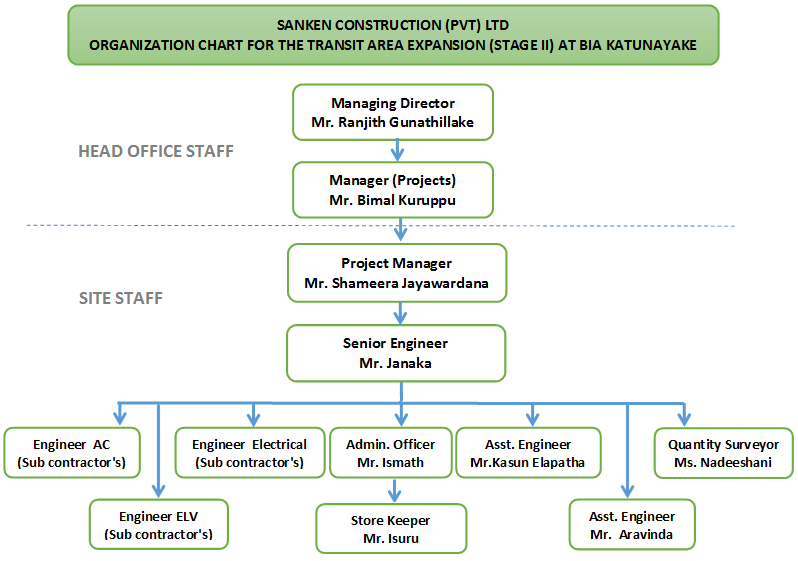 SANKEN CONSTRUCTION (PVT) LTD
ORGANIZATION CHART FOR THE TRANSIT AREA EXPANSION (STAGE II) AT BIA KATUNAYAKE
Managing Director
Mr. Ranjith Gunathillake
HEAD OFFICE STAFF
Manager (Projects)
Mr. Bimal Kuruppu
Project Manager
Mr. Shameera Jayawardana
SITE STAFF
Senior Engineer
Mr. Janaka
Engineer AC
(Sub contractor's)
Engineer Electrical
(Sub contractor's)
Admin. Officer
Mr. Ismath
Asst. Engineer
Mr.Kasun Elapatha
Quantity Surveyor
Ms. Nadeeshani
Engineer ELV
(Sub contractor's)
Store Keeper
Mr. Isuru
Asst. Engineer
Mr. Aravinda